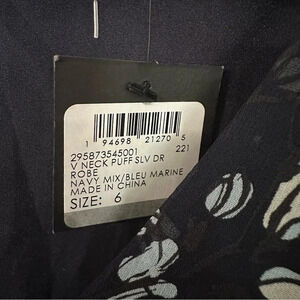 1 94698 21270 5
295873545001 221
V NECK PUFF SLV DR
ROBE
NAVY MIX/BLEU MARINE
MADE IN CHINA
SIZE: 6